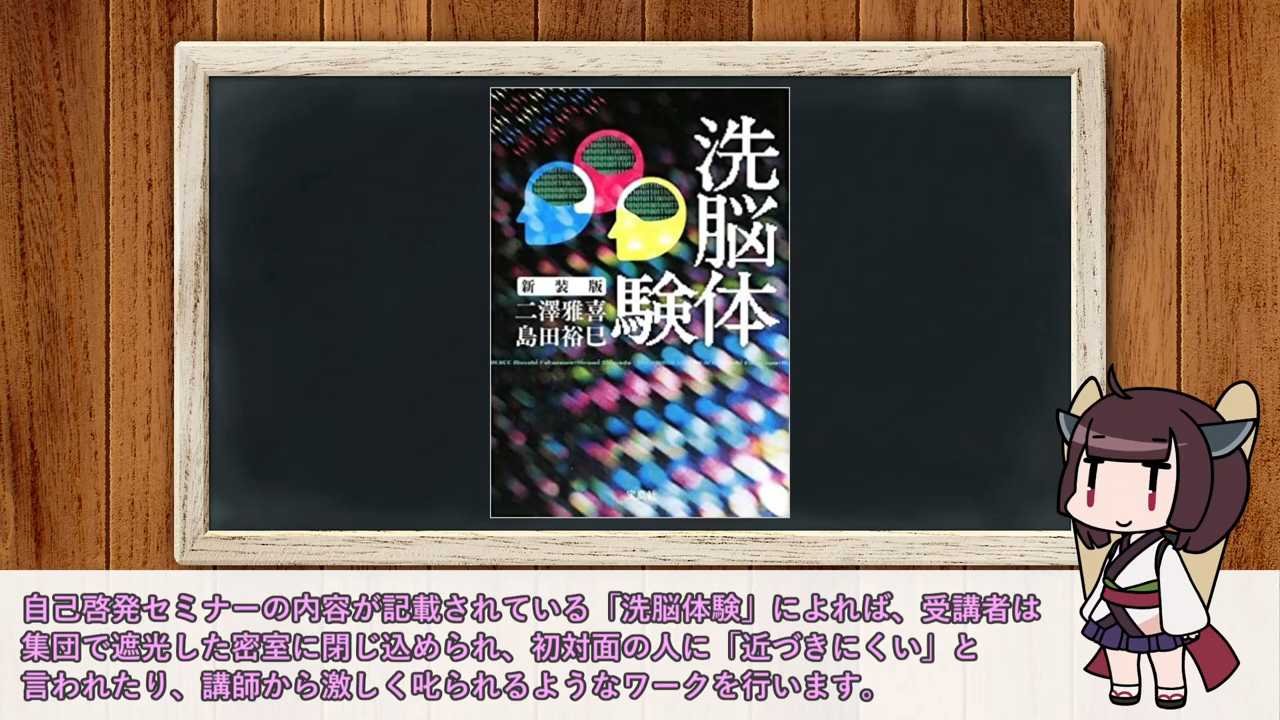 洗脳体験
新装版
二澤雅喜
島田裕巳
宝島社
自己啓発セミナーの内容が記載されている「洗脳体験」によれば、受講者は
集団で遮光した密室に閉じ込められ、初対面の人に「近づきにくい」と
言われたり、講師から激しく叱られるようなワークを行います。